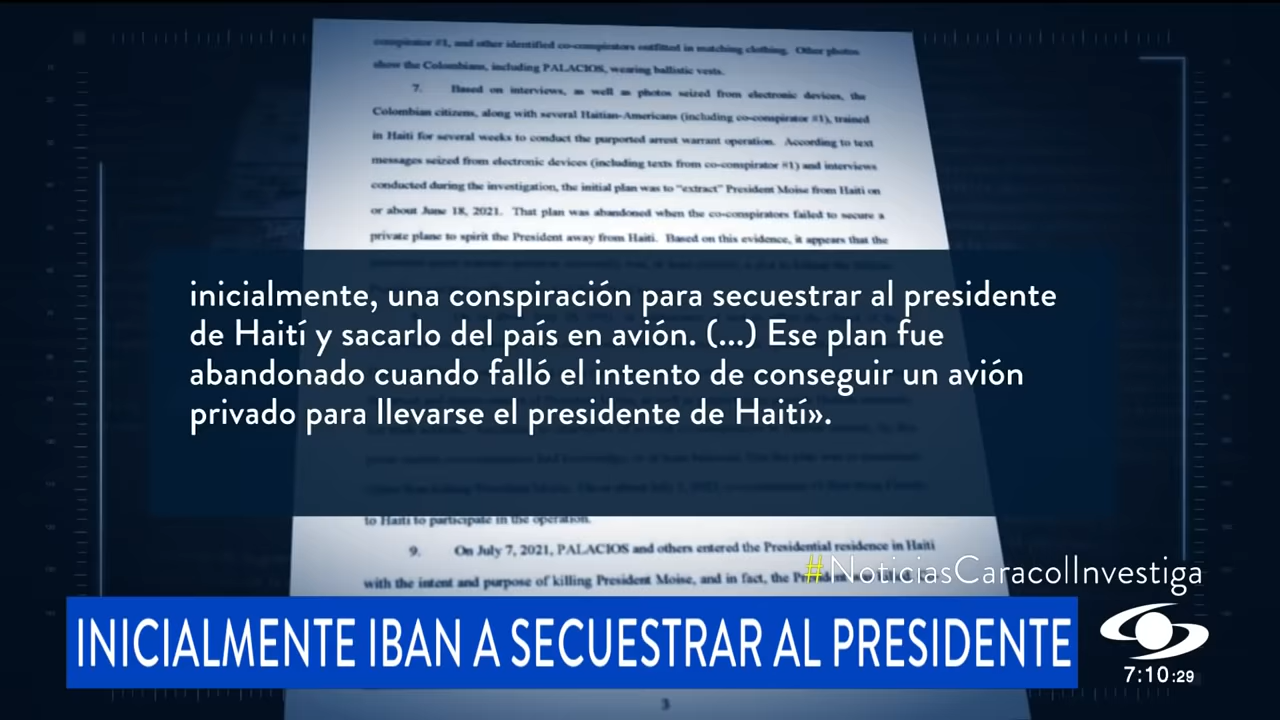 conspirator #1, and other identified co-conspirators outfitted in matching clothing. Other photos
show the Colombians, including PALACIOS, wearing ballistic vests.
7. Based on interviews, as well as photos seized from electronic devices, the
Colombian citizens, along with several Haitian-Americans (including co-conspirator #1), trained
in Haiti for several weeks to conduct the purported arrest warrant operation. According to text
messages seized from electronic devices (including texts from co-conspirator #1) and interviews
conducted during the investigation, the initial plan was to “extract” President Moise from Haiti on
or about June 18, 2021. That plan was abandoned when the co-conspirators failed to secure a
private plane to spirit the President away from Haiti. Based on this evidence, it appears that the
inicialmente, una conspiración para secuestrar al presidente
de Haití y sacarlo del país en avión. (...) Ese plan fue
abandonado cuando falló el intento de conseguir un avión
privado para llevarse el presidente de Haití».
to Haiti to participate in the operation.
9. On July 7, 2021, PALACIOS and others entered the Presidential residence in Haiti
with the intent and purpose of killing President Moise, and in fact, the
#NoticiasCaracolInvestiga
INICIALMENTE IBAN A SECUESTRAR AL PRESIDENTE
7:10:29
3